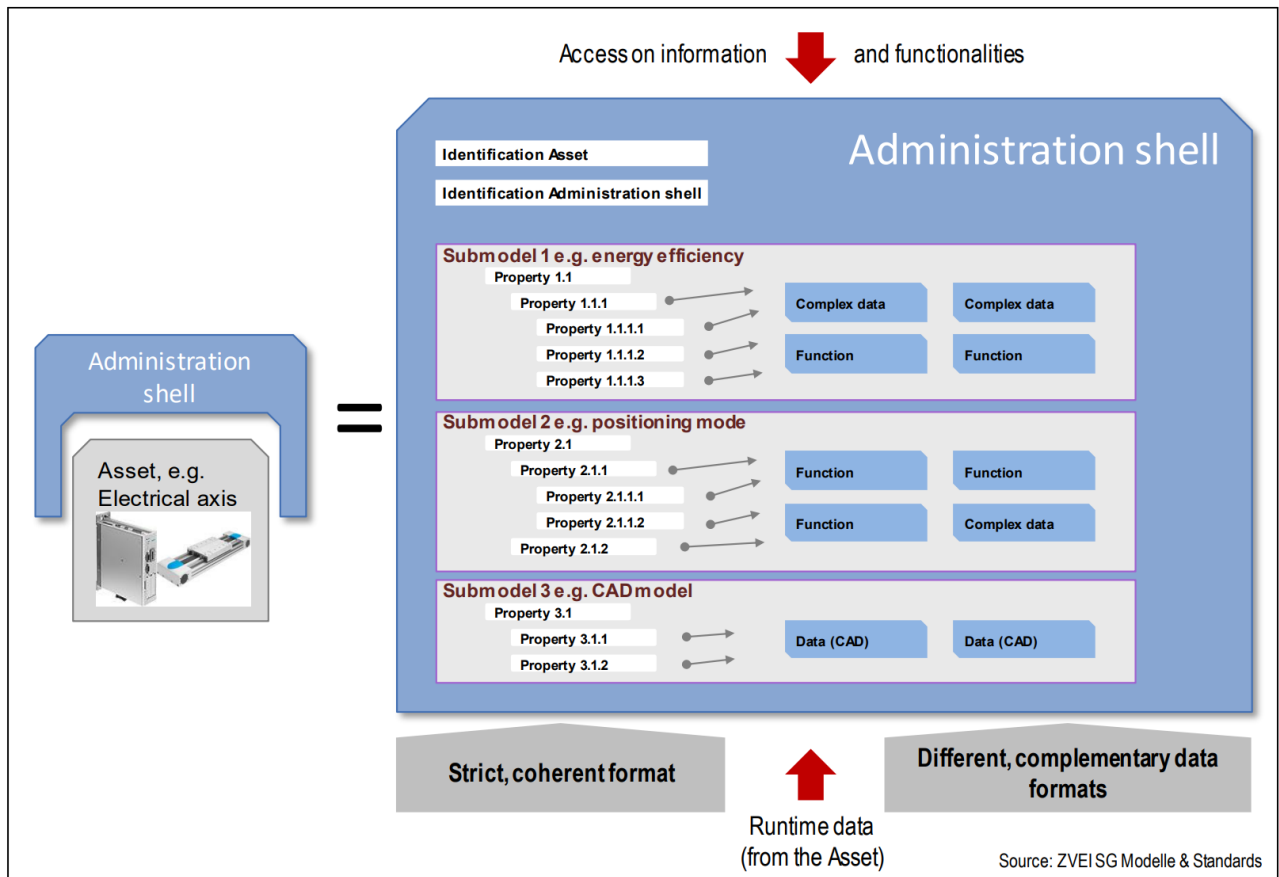 Access on information and functionalities
Administration shell
Identification Asset
Identification Administration shell
Submodel 1 e.g. energy efficiency
Property 1.1
Property 1.1.1
Property 1.1.1.1
Property 1.1.1.2
Property 1.1.1.3
Complex data
Complex data
Function
Function
Submodel 2 e.g. positioning mode
Property 2.1
Property 2.1.1
Property 2.1.1.1
Property 2.1.1.2
Property 2.1.2
Function
Function
Function
Complex data
Submodel 3 e.g. CAD model
Property 3.1
Property 3.1.1
Property 3.1.2
Data (CAD)
Data (CAD)
Administration
shell
=
Asset, e.g.
Electrical axis
Strict, coherent format
Runtime data
(from the Asset)
Different, complementary data
formats
Source: ZVEI SG Modelle & Standards